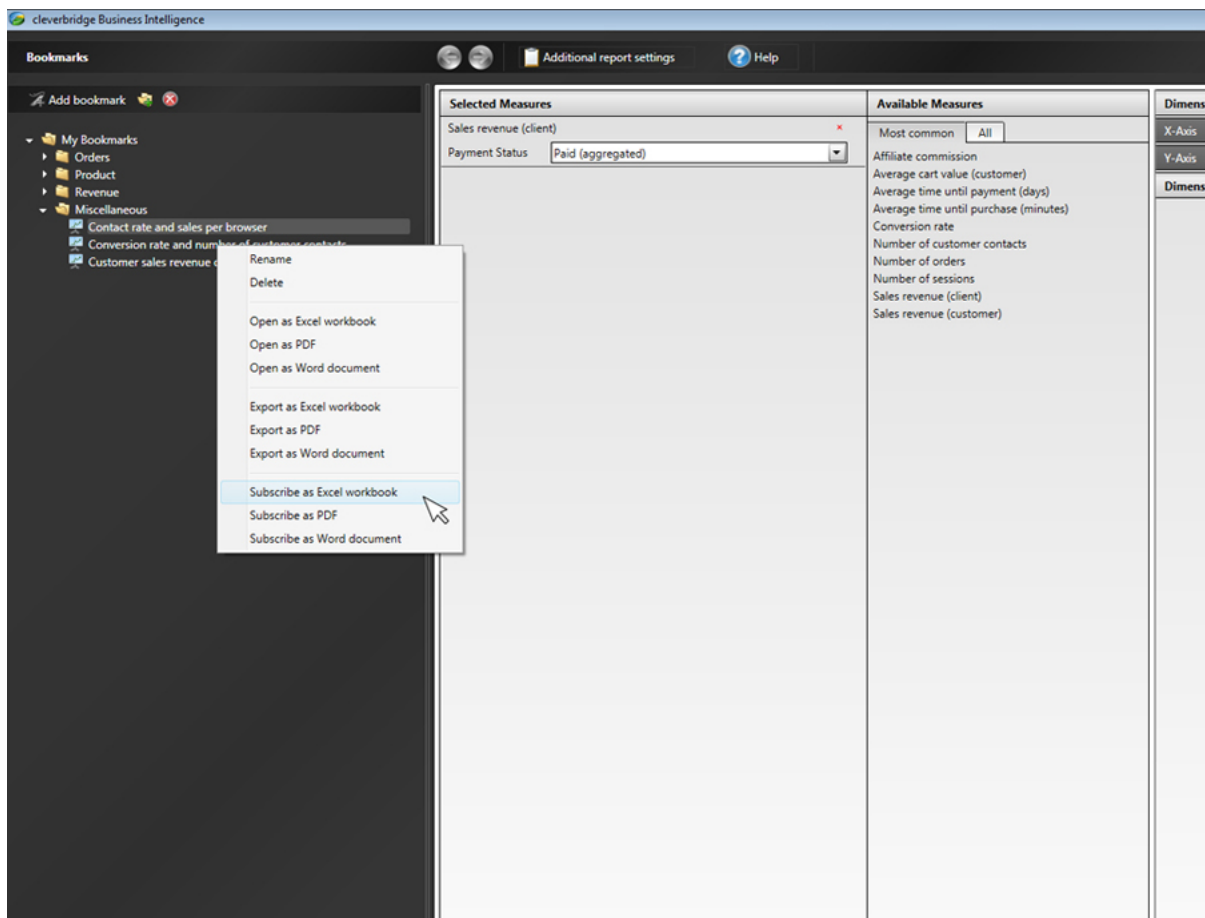 cleverbridge Business Intelligence
Bookmarks
Additional report settings
Help
Add bookmark
My Bookmarks
Orders
Product
Revenue
Miscellaneous
Contact rate and sales per browser
Conversion rate and number of customer contacts
Customer sales revenue
Rename
Delete
Open as Excel workbook
Open as PDF
Open as Word document
Export as Excel workbook
Export as PDF
Export as Word document
Subscribe as Excel workbook
Subscribe as PDF
Subscribe as Word document
Selected Measures
Sales revenue (client)
Payment Status Paid (aggregated)
Available Measures
Most common All
Affiliate commission
Average cart value (customer)
Average time until payment (days)
Average time until purchase (minutes)
Conversion rate
Number of customer contacts
Number of orders
Number of sessions
Sales revenue (client)
Sales revenue (customer)
Dimens
X-Axis
Y-Axis
Dimens